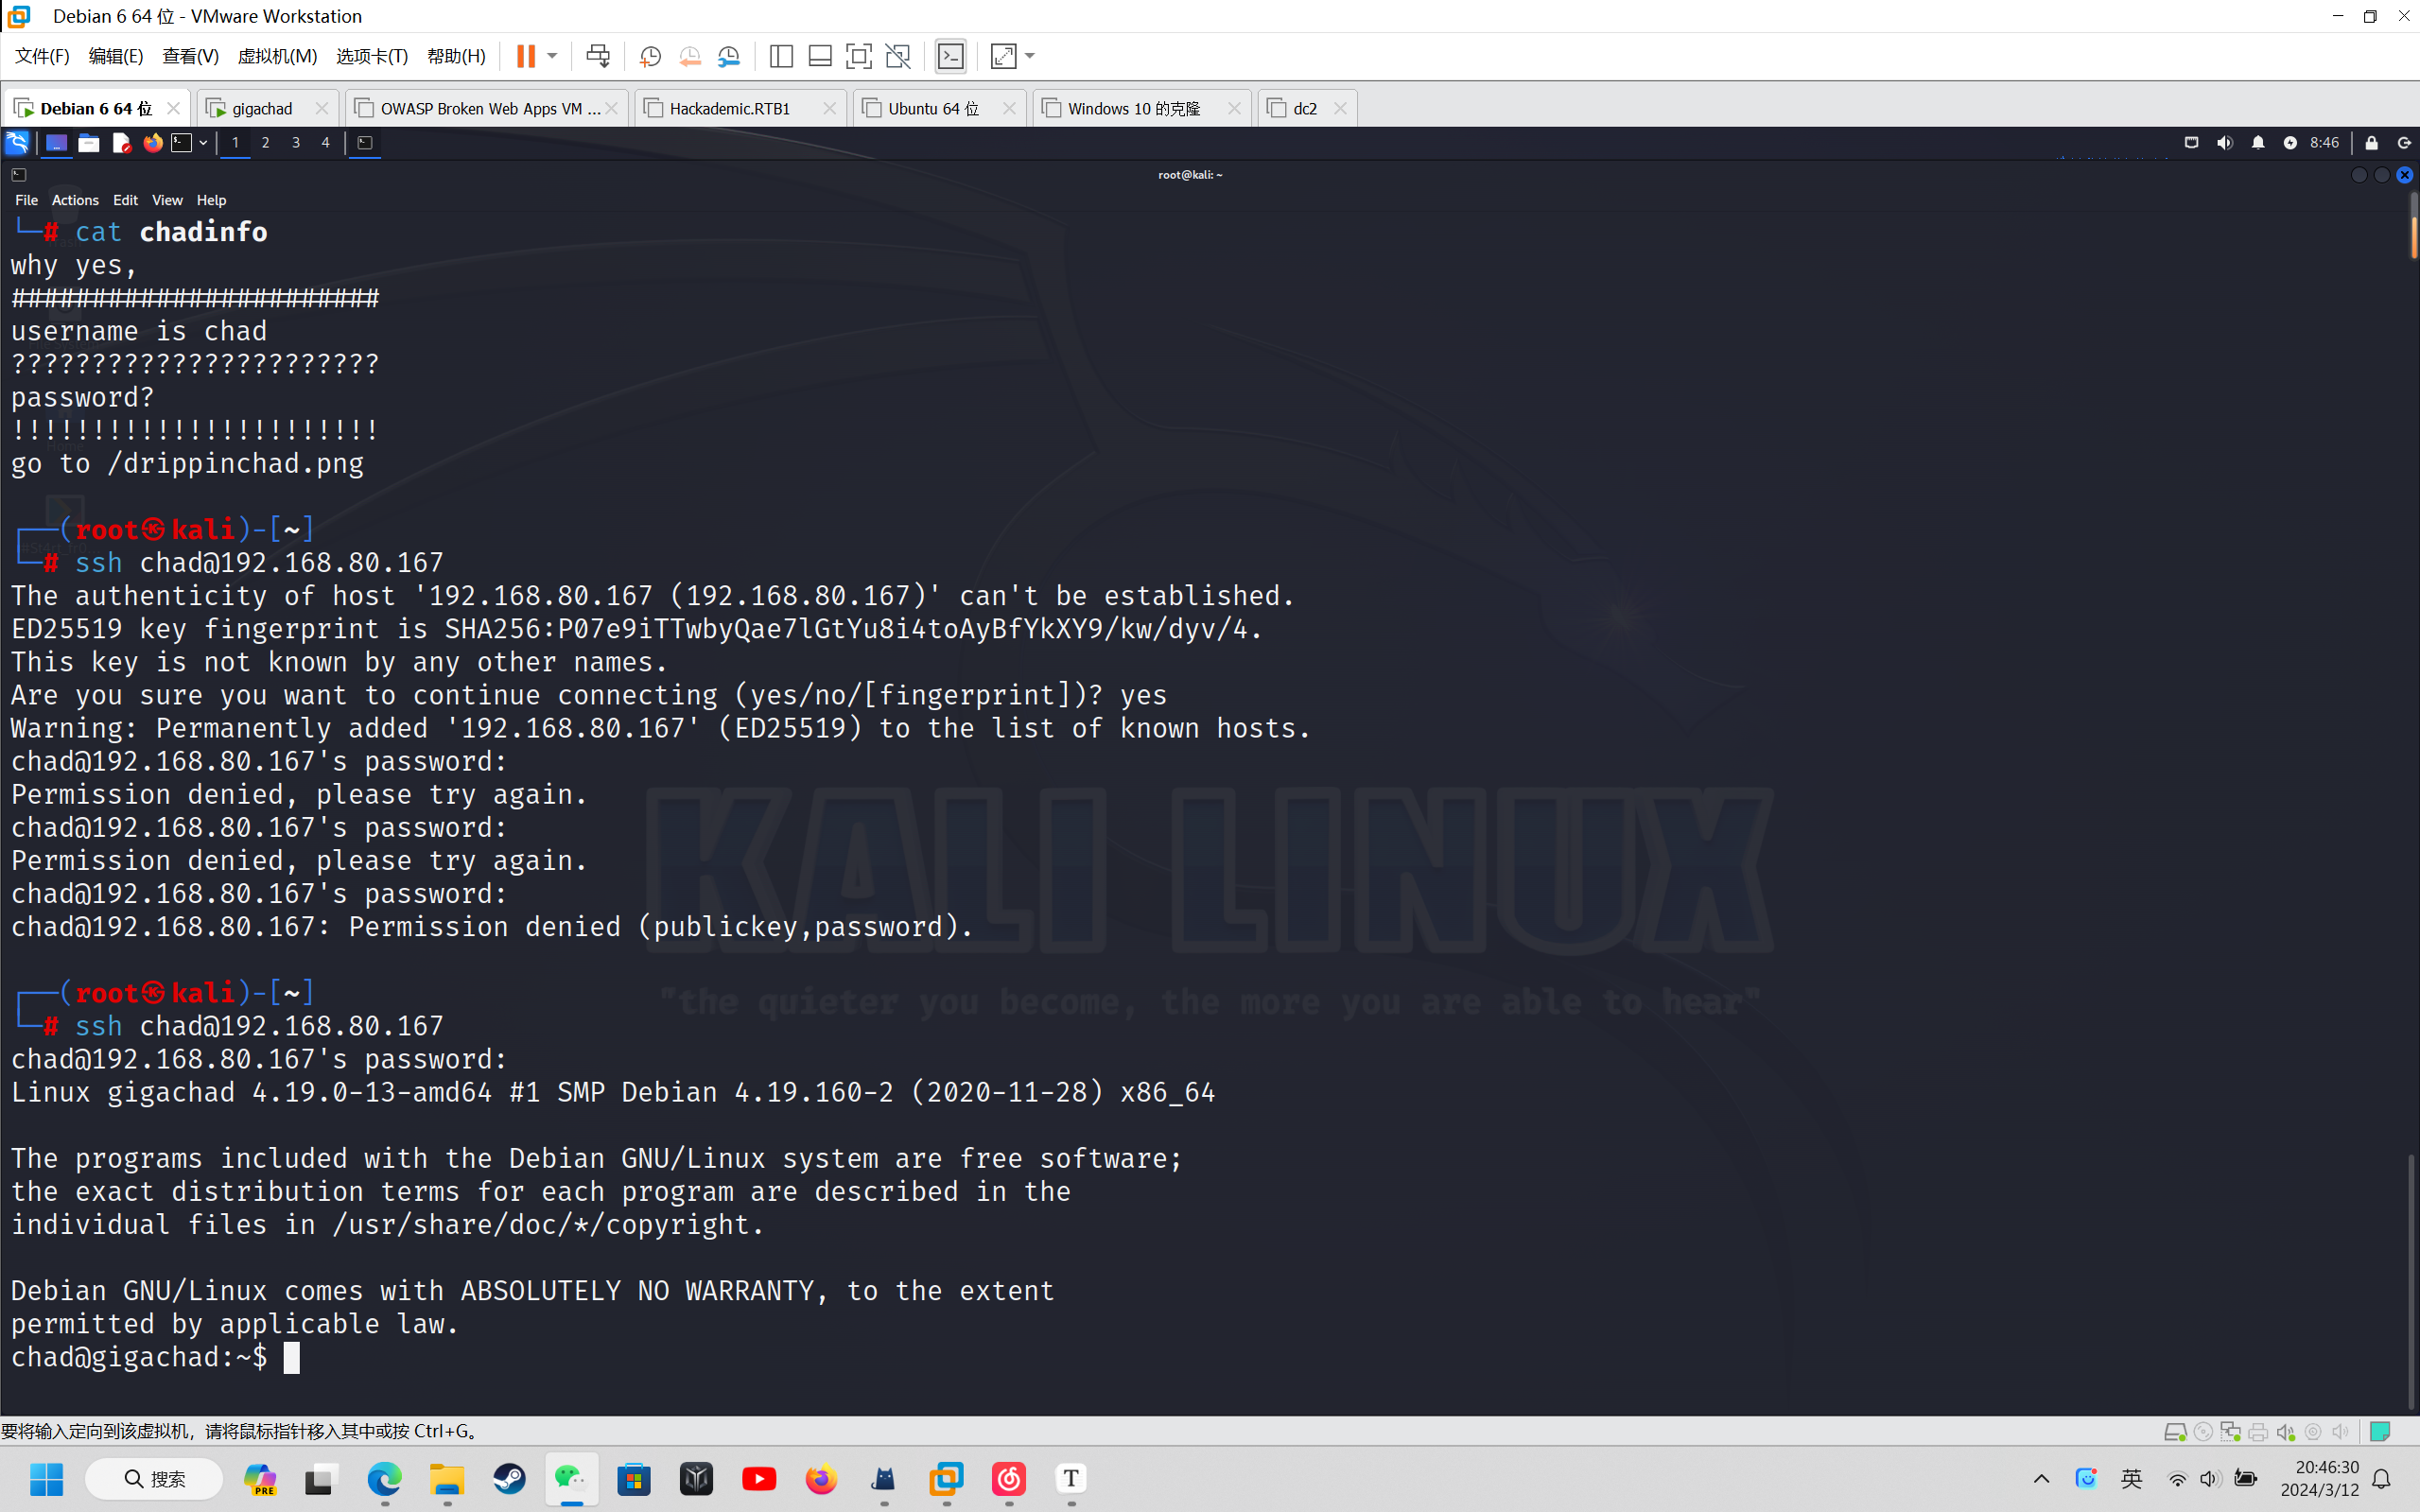 Debian 6 64 位 - VMware Workstation
文件(F) 编辑(E) 查看(V) 虚拟机(M) 选项卡(T) 帮助(H)
Debian 6 64 位 gigachad OWASP Broken Web Apps VM ... Hackademic.RTB1 Ubuntu 64 位 Windows 10 的克隆 dc2
1 2 3 4 8:46
root@kali: ~
File Actions Edit View Help
└─# cat chadinfo
why yes,
#######################
username is chad
???????????????????????
password?
!!!!!!!!!!!!!!!!!!!!!!!
go to /drippinchad.png
┌──(root㉿kali)-[~]
└─# ssh chad@192.168.80.167
The authenticity of host '192.168.80.167 (192.168.80.167)' can't be established.
ED25519 key fingerprint is SHA256:P07e9iTTwbyQae7lGtYu8i4toAyBfYkXY9/kw/dyv/4.
This key is not known by any other names.
Are you sure you want to continue connecting (yes/no/[fingerprint])? yes
Warning: Permanently added '192.168.80.167' (ED25519) to the list of known hosts.
chad@192.168.80.167's password:
Permission denied, please try again.
chad@192.168.80.167's password:
Permission denied, please try again.
chad@192.168.80.167's password:
chad@192.168.80.167: Permission denied (publickey,password).
KALI LINUX
"the quieter you become, the more you are able to hear"
┌──(root㉿kali)-[~]
└─# ssh chad@192.168.80.167
chad@192.168.80.167's password:
Linux gigachad 4.19.0-13-amd64 #1 SMP Debian 4.19.160-2 (2020-11-28) x86_64
The programs included with the Debian GNU/Linux system are free software;
the exact distribution terms for each program are described in the
individual files in /usr/share/doc/*/copyright.
Debian GNU/Linux comes with ABSOLUTELY NO WARRANTY, to the extent
permitted by applicable law.
chad@gigachad:~$
要将输入定向到该虚拟机，请将鼠标指针移入其中或按 Ctrl+G。
搜索 PRE T 英 20:46:30
2024/3/12